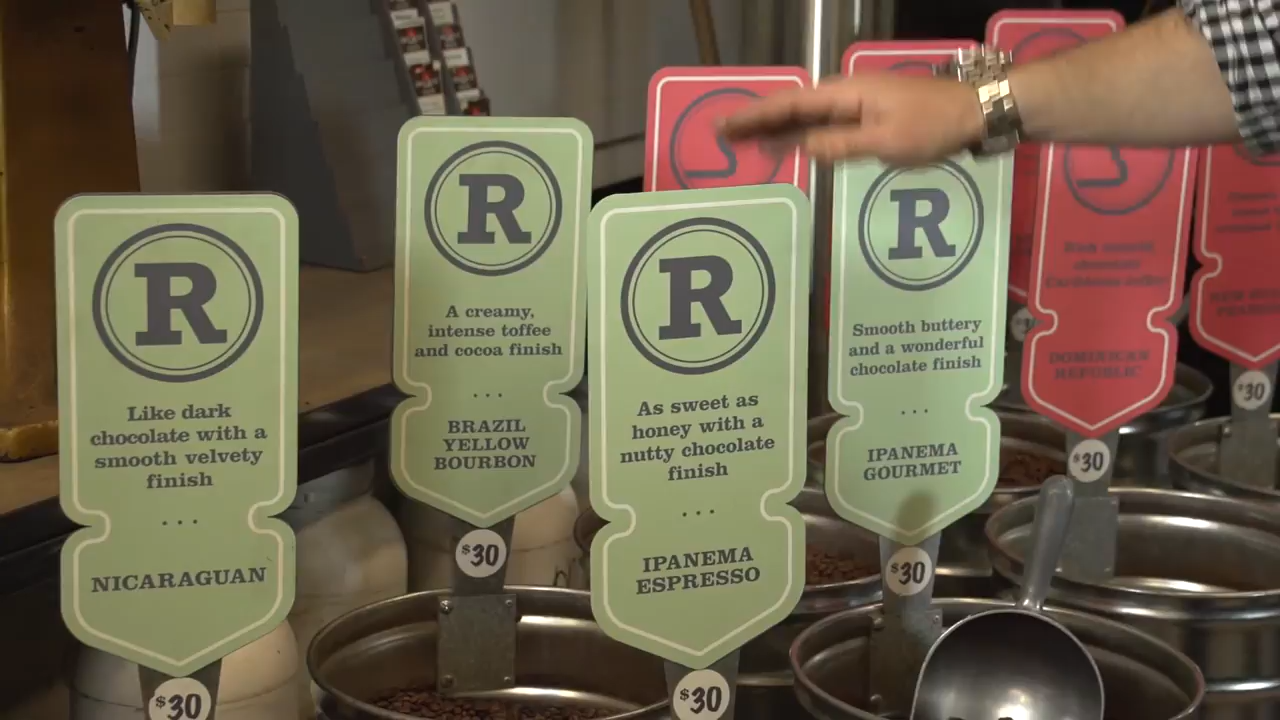 R
Like dark
chocolate with a
smooth velvety
finish
...
NICARAGUAN
$30
R
A creamy,
intense toffee
and cocoa finish
...
BRAZIL
YELLOW
BOURBON
$30
R
As sweet as
honey with a
nutty chocolate
finish
...
IPANEMA
ESPRESSO
$30
R
Smooth buttery
and a wonderful
chocolate finish
...
IPANEMA
GOURMET
$30
S
DOMINICAN
REPUBLIC
$30
$30